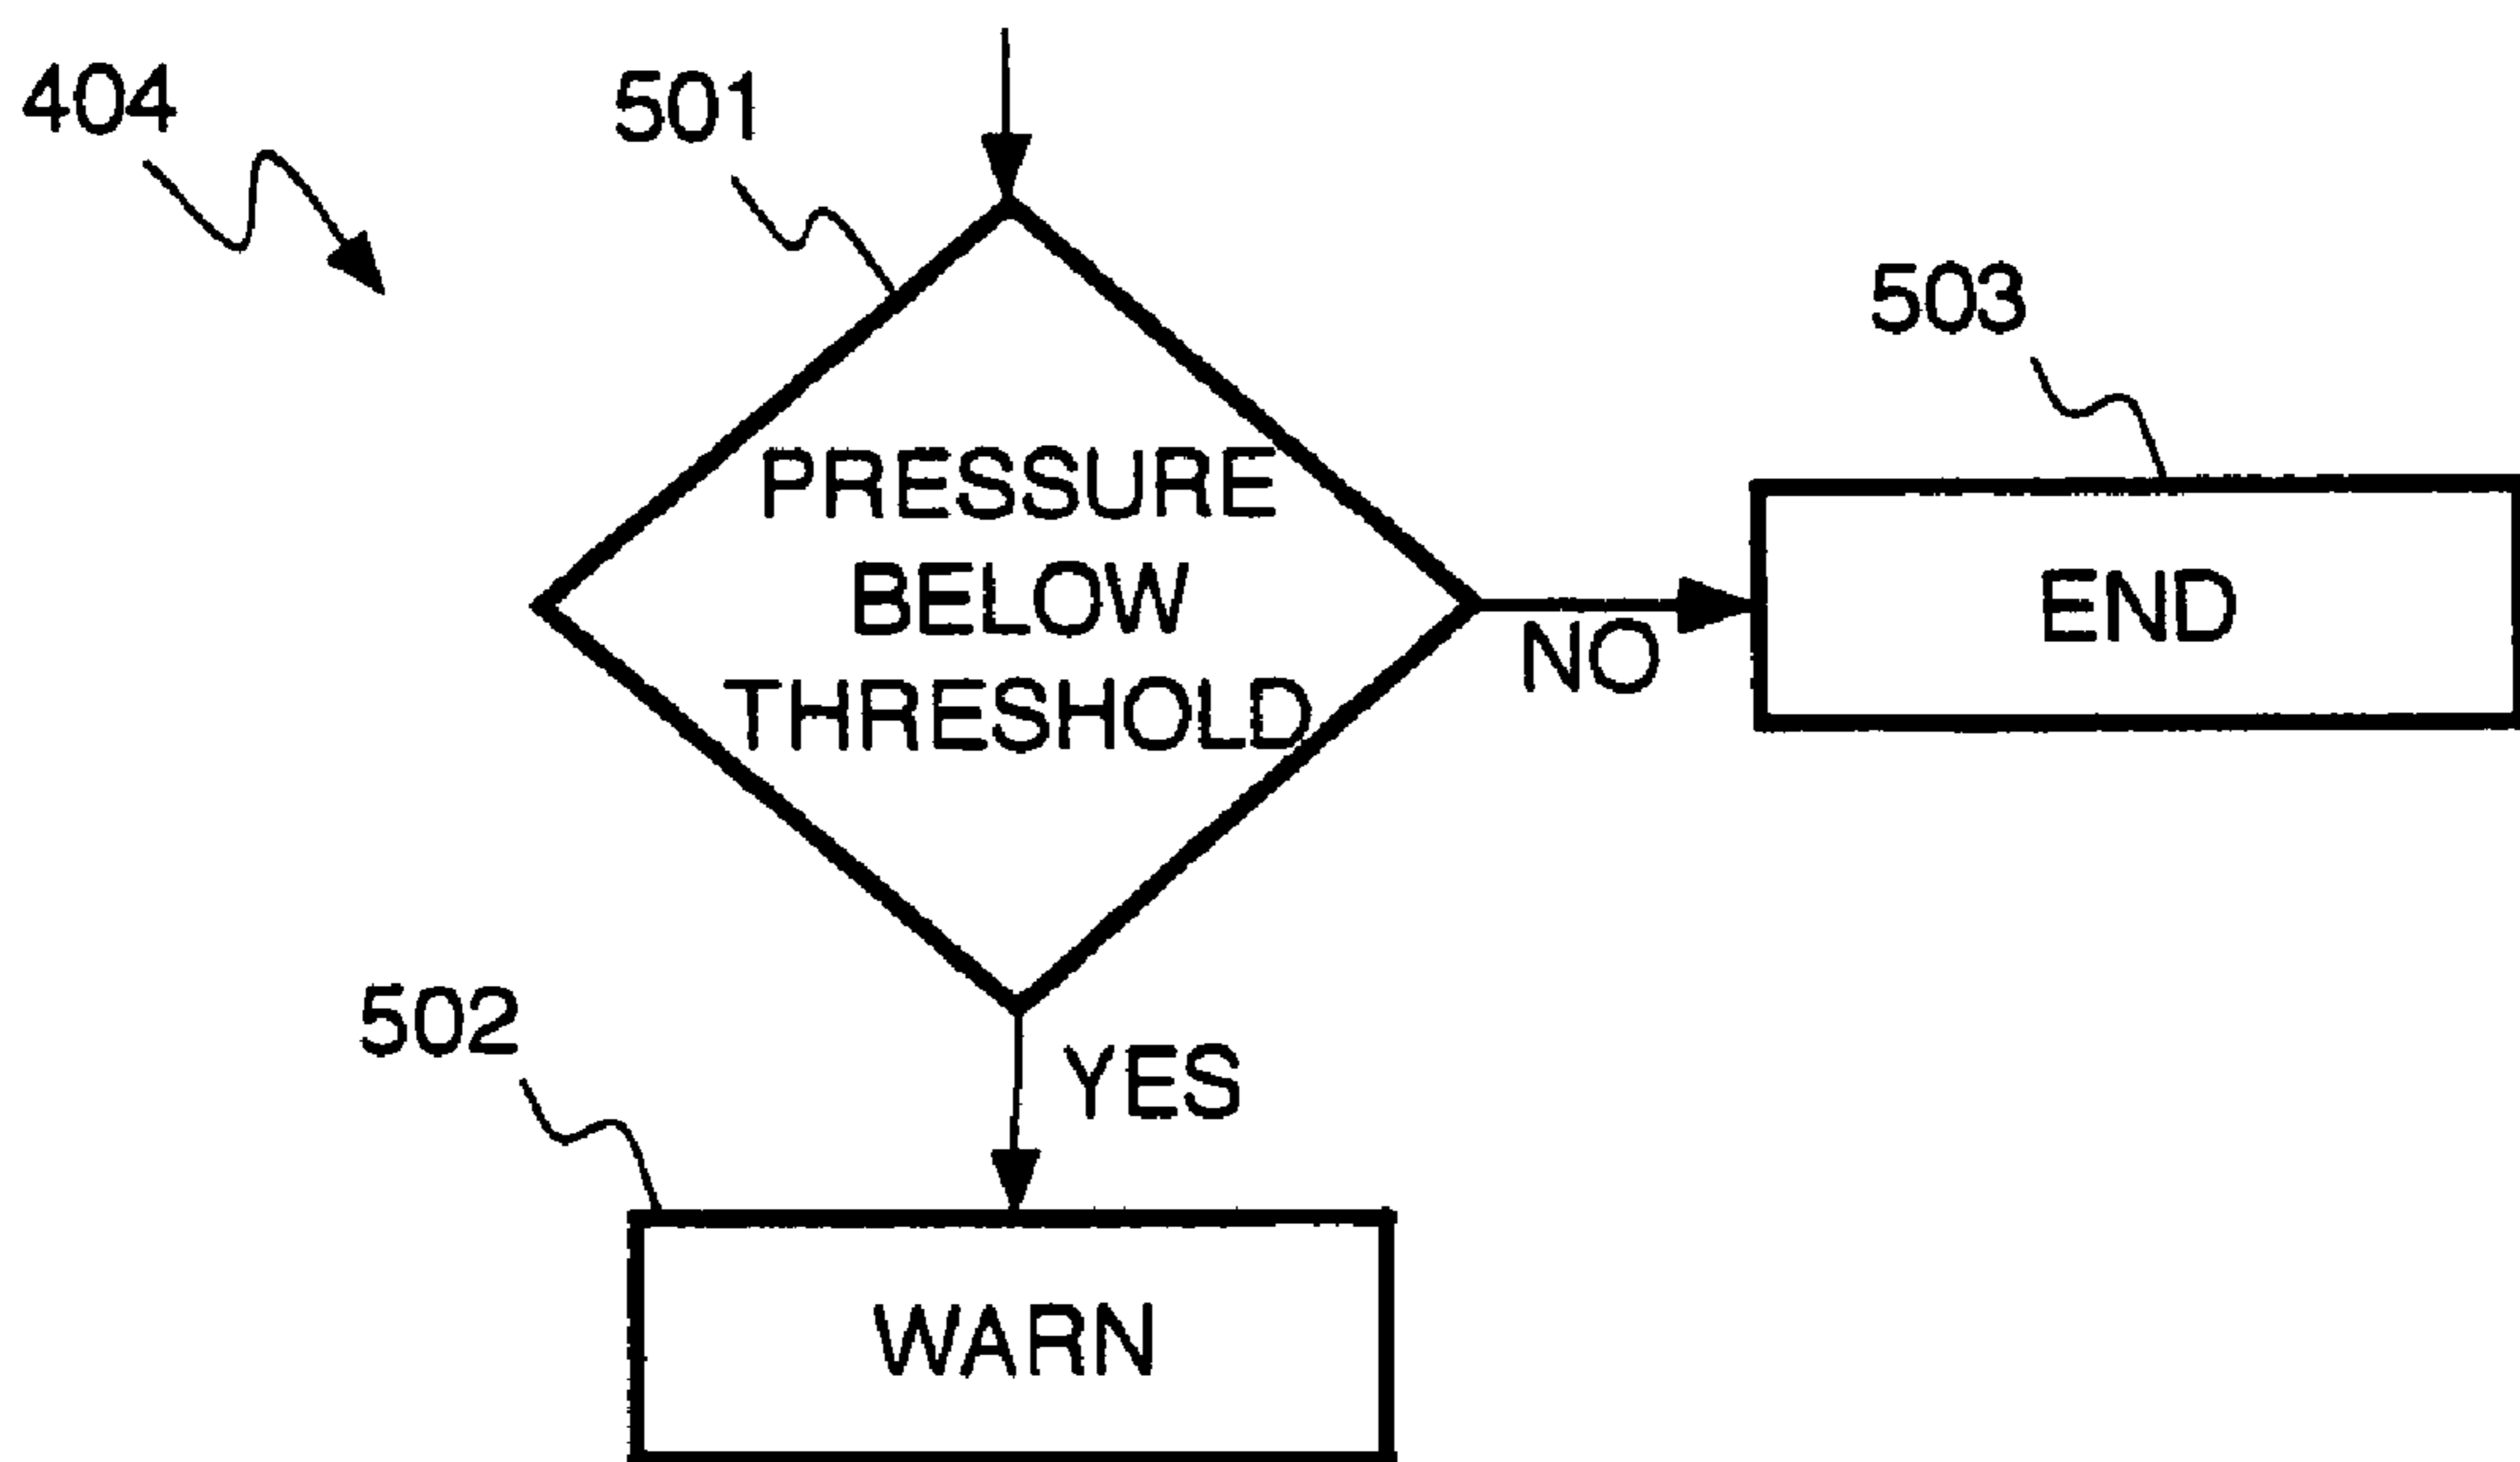 404
501
503
PRESSURE
BELOW
THRESHOLD
NO
END
502
YES
WARN